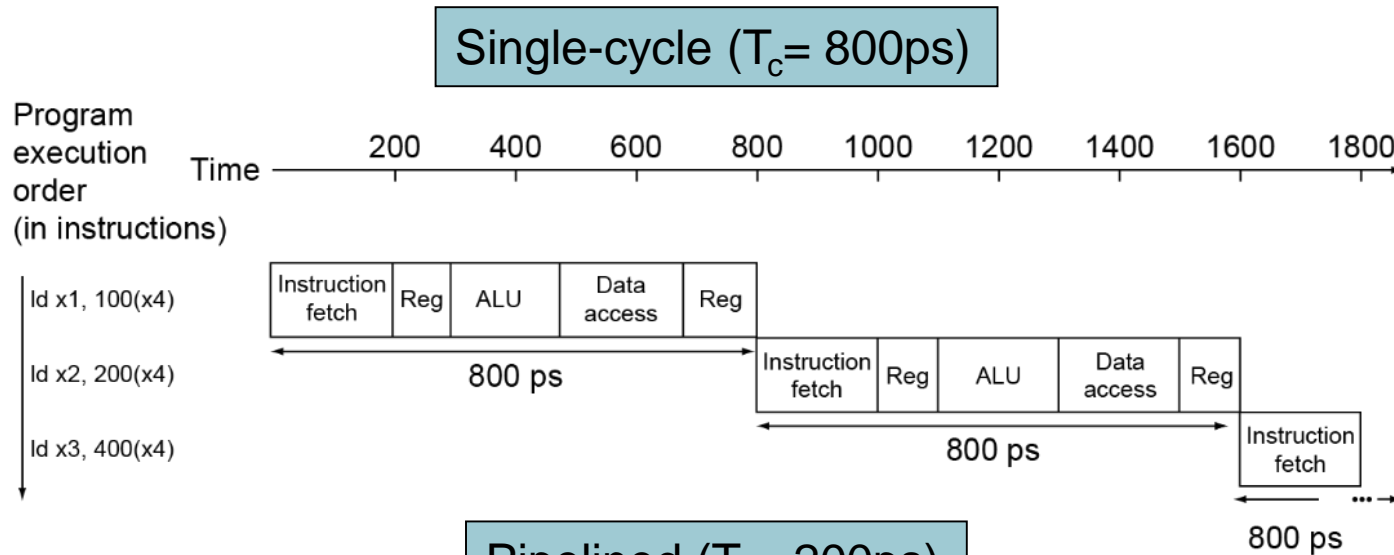 Single-cycle (Tc= 800ps)
Program
execution
order
(in instructions)
Time
200 400 600 800 1000 1200 1400 1600 1800
ld x1, 100(x4)
Instruction
fetch
Reg
ALU
Data
access
Reg
800 ps
ld x2, 200(x4)
Instruction
fetch
Reg
ALU
Data
access
Reg
800 ps
ld x3, 400(x4)
Instruction
fetch
...
800 ps
Pipelined